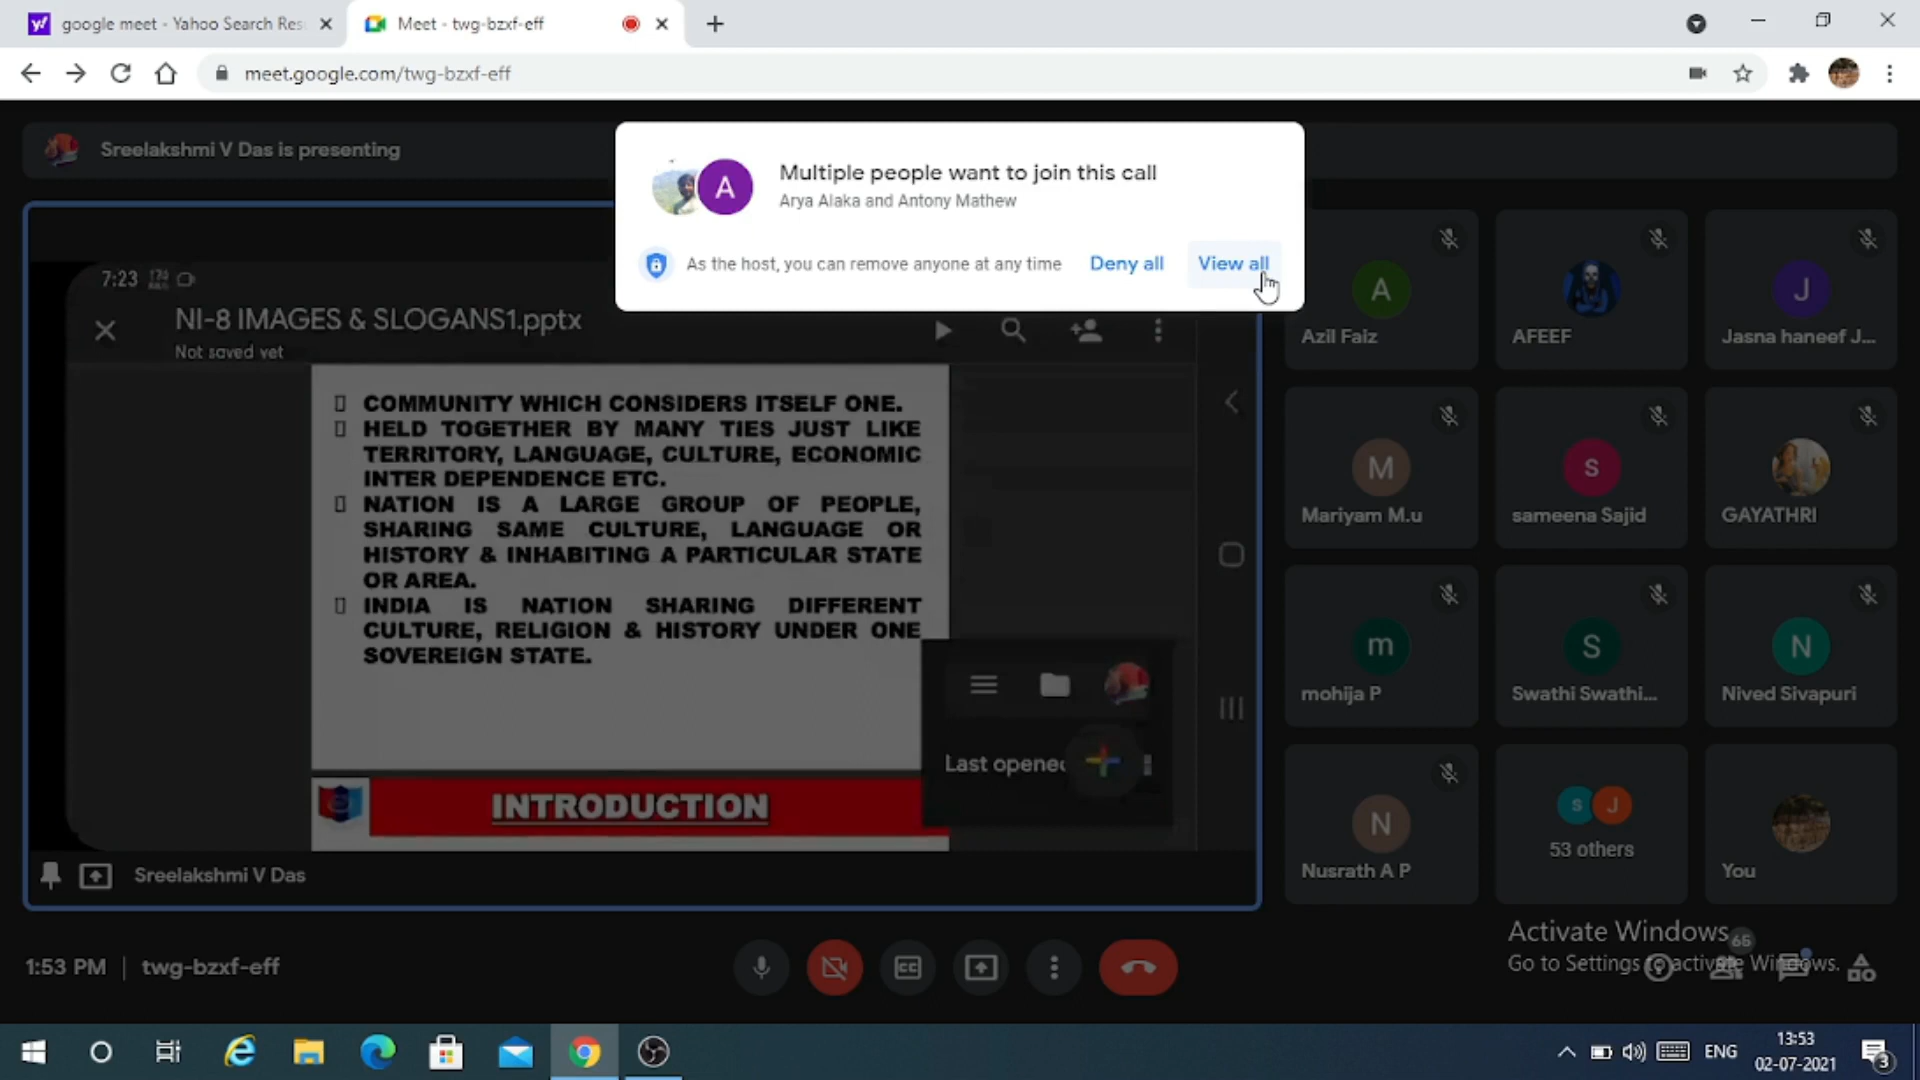 google meet - Yahoo Search Res
Meet - twg-bzxf-eff
meet.google.com/twg-bzxf-eff
Sreelakshmi V Das is presenting
A
Multiple people want to join this call
Arya Alaka and Antony Mathew
As the host, you can remove anyone at any time
Deny all
View all
7:23
NI-8 IMAGES & SLOGANS1.pptx
Not saved yet
COMMUNITY WHICH CONSIDERS ITSELF ONE.
HELD TOGETHER BY MANY TIES JUST LIKE
TERRITORY, LANGUAGE, CULTURE, ECONOMIC
INTER DEPENDENCE ETC.
NATION IS A LARGE GROUP OF PEOPLE,
SHARING SAME CULTURE, LANGUAGE OR
HISTORY & INHABITING A PARTICULAR STATE
OR AREA.
INDIA IS NATION SHARING DIFFERENT
CULTURE, RELIGION & HISTORY UNDER ONE
SOVEREIGN STATE.
Last opened
INTRODUCTION
Sreelakshmi V Das
A
Azil Faiz
AFEEF
J
Jasna haneef J...
M
Mariyam M.u
s
sameena Sajid
GAYATHRI
m
mohija P
S
Swathi Swathi...
N
Nived Sivapuri
N
Nusrath A P
s J
53 others
You
1:53 PM | twg-bzxf-eff
CC
Activate Windows
65
Go to Settings to activate Windows.
ENG
13:53
02-07-2021
3